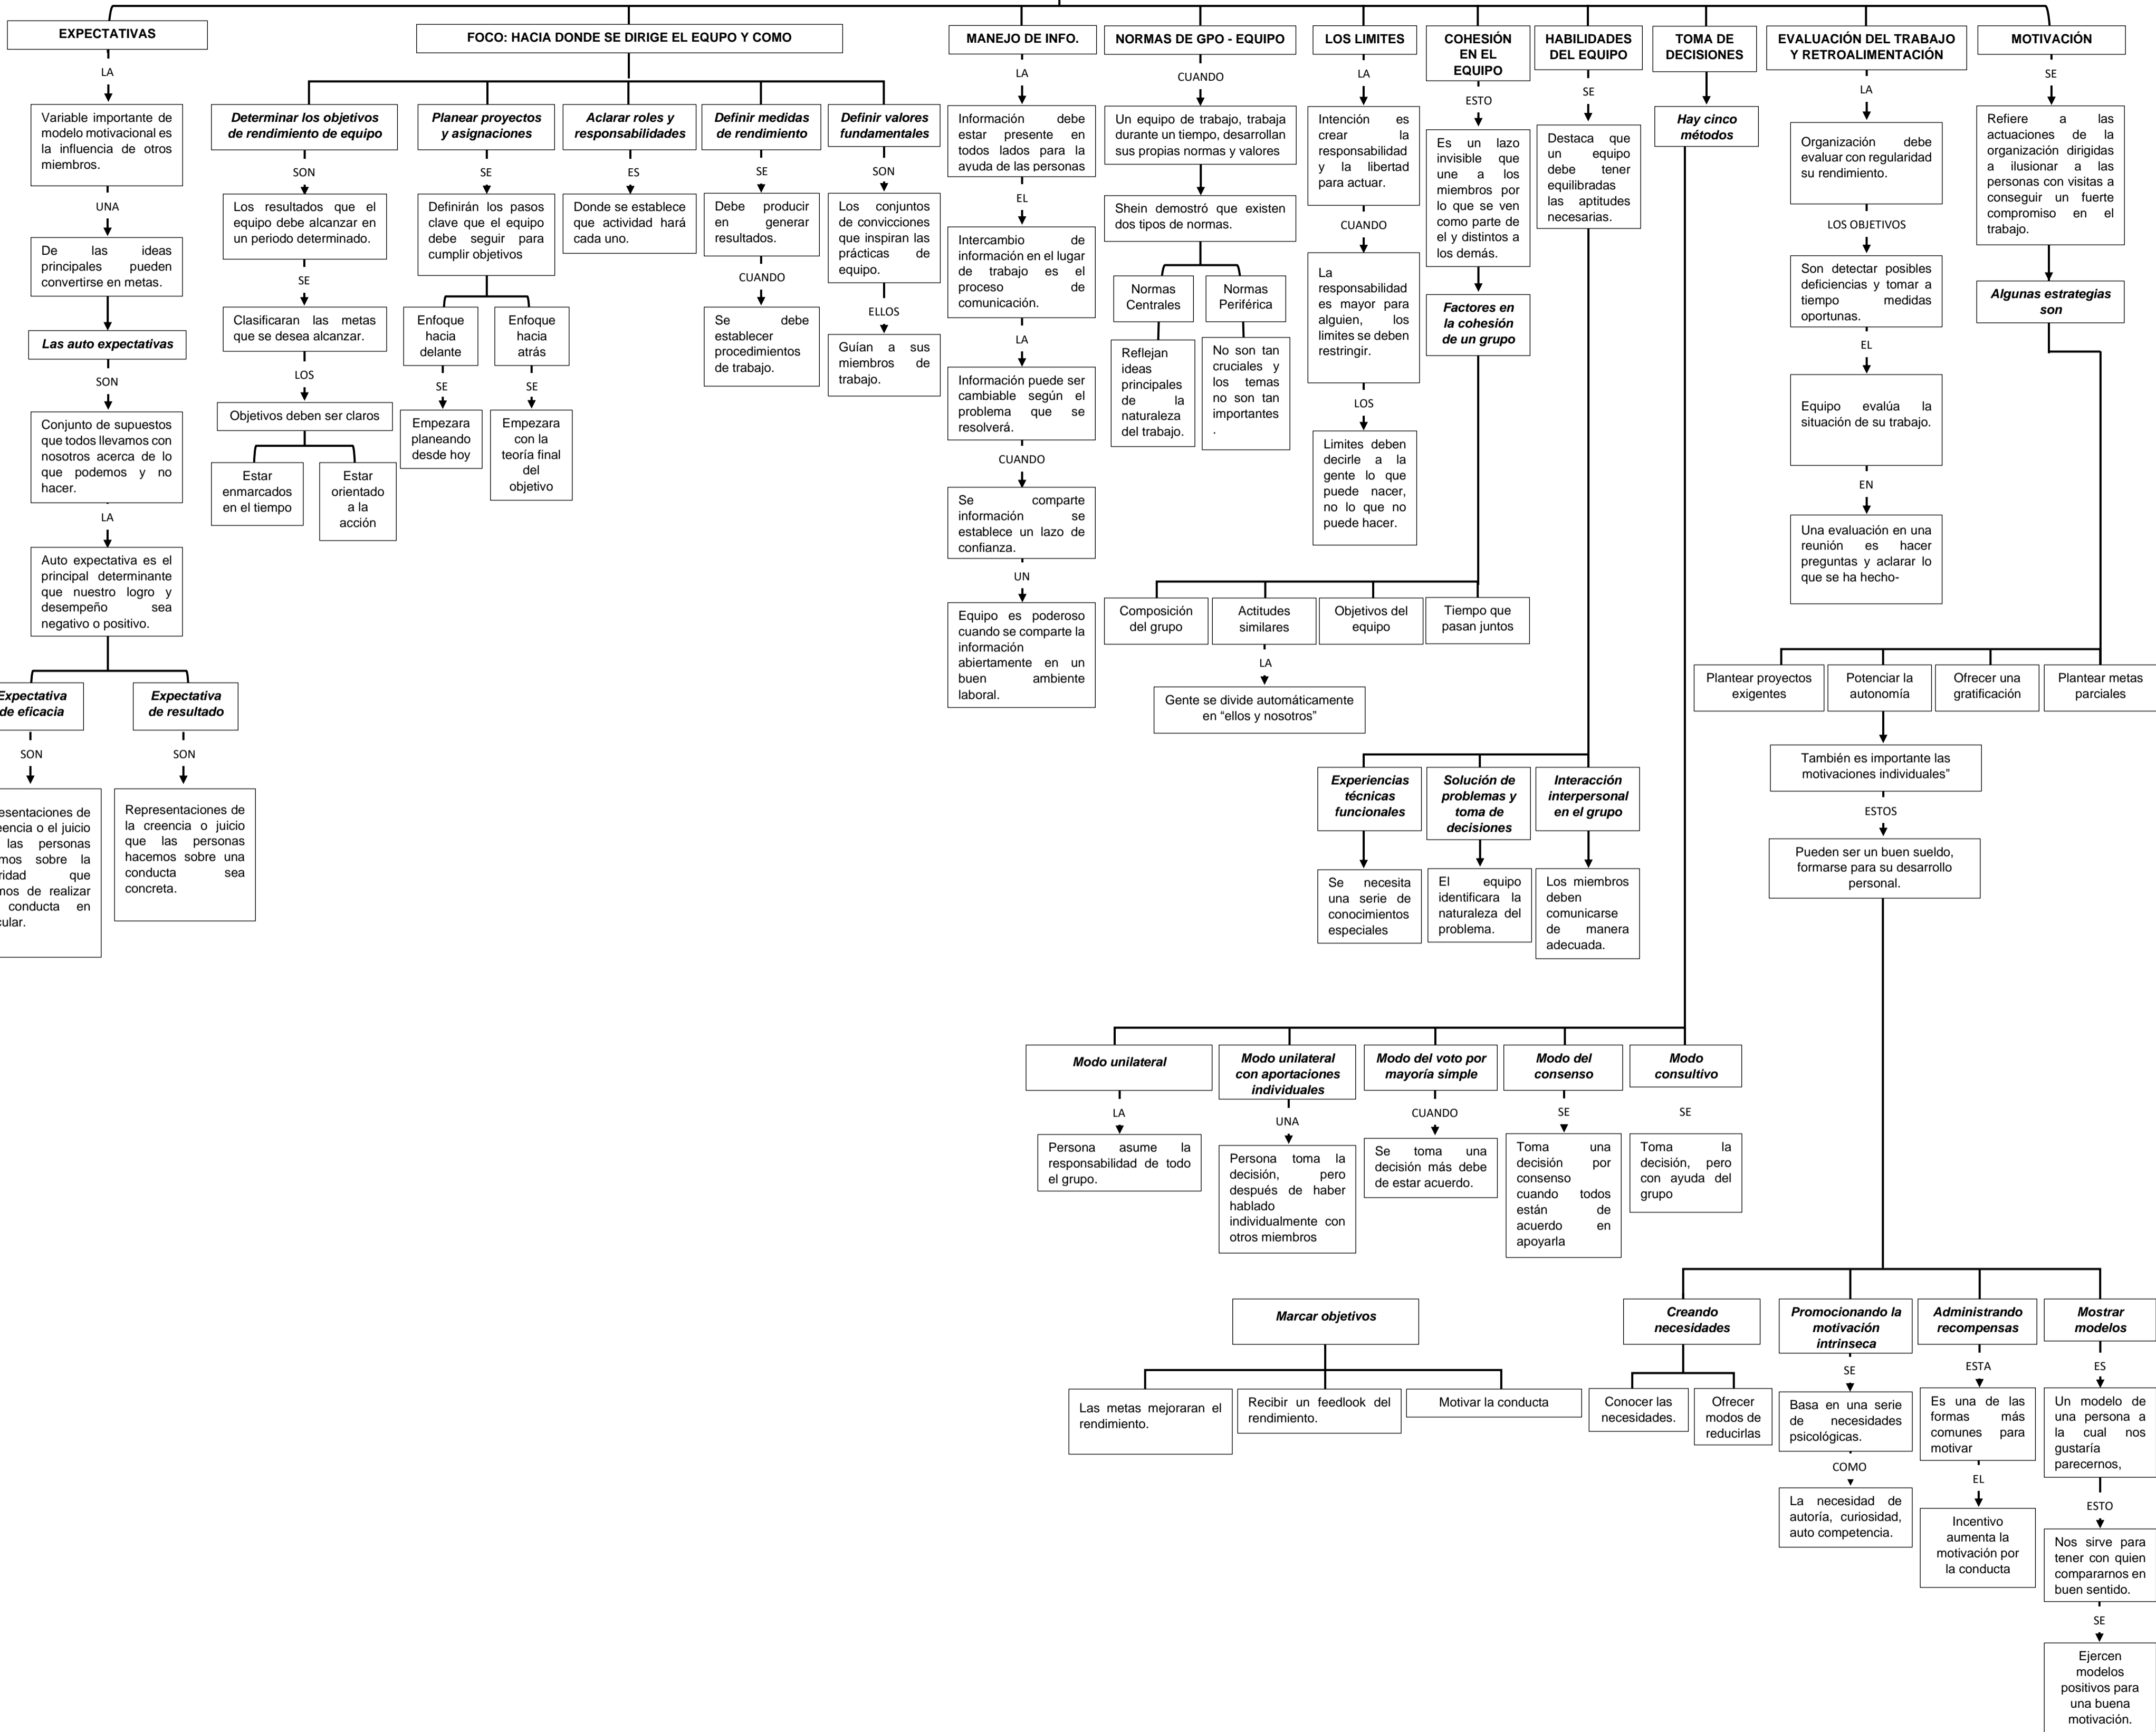 EXPECTATIVAS
LA
Variable importante de
modelo motivacional es
la influencia de otros
miembros.
UNA
De las ideas
principales pueden
convertirse en metas.
Las auto expectativas
SON
Conjunto de supuestos
que todos llevamos con
nosotros acerca de lo
que podemos y no
hacer.
LA
Auto expectativa es el
principal determinante
que nuestro logro y
desempeño sea
negativo o positivo.
Expectativa
de eficacia
SON
esentaciones de
encia o el juicio
las personas
mos sobre la
ridad que
mos de realizar
conducta en
cular.
Expectativa
de resultado
SON
Representaciones de
la creencia o juicio
que las personas
hacemos sobre una
conducta sea
concreta.
FOCO: HACIA DONDE SE DIRIGE EL EQUPO Y COMO
Determinar los objetivos
de rendimiento de equipo
SON
Los resultados que el
equipo debe alcanzar en
un periodo determinado.
SE
Clasificaran las metas
que se desea alcanzar.
LOS
Objetivos deben ser claros
Estar
enmarcados
en el tiempo
Estar
orientado
a la
acción
Planear proyectos
y asignaciones
SE
Definirán los pasos
clave que el equipo
debe seguir para
cumplir objetivos
Enfoque
hacia
delante
SE
Empezara
planeando
desde hoy
Enfoque
hacia
atrás
SE
Empezara
con la
teoría final
del
objetivo
Aclarar roles y
responsabilidades
ES
Donde se establece
que actividad hará
cada uno.
Definir medidas
de rendimiento
SE
Debe producir
en generar
resultados.
CUANDO
Se debe
establecer
procedimientos
de trabajo.
Definir valores
fundamentales
SON
Los conjuntos
de convicciones
que inspiran las
prácticas de
equipo.
ELLOS
Guían a sus
miembros de
trabajo.
MANEJO DE INFO.
LA
Información debe
estar presente en
todos lados para la
ayuda de las personas
EL
Intercambio de
información en el lugar
de trabajo es el
proceso de
comunicación.
LA
Información puede ser
cambiable según el
problema que se
resolverá.
CUANDO
Se comparte
información se
establece un lazo de
confianza.
UN
Equipo es poderoso
cuando se comparte la
información
abiertamente en un
buen ambiente
laboral.
NORMAS DE GPO - EQUIPO
CUANDO
Un equipo de trabajo, trabaja
durante un tiempo, desarrollan
sus propias normas y valores
Shein demostró que existen
dos tipos de normas.
Normas
Centrales
Reflejan
ideas
principales
de la
naturaleza
del trabajo.
Normas
Periférica
No son tan
cruciales y
los temas
no son tan
importantes
.
LOS LIMITES
LA
Intención es
crear la
responsabilidad
y la libertad
para actuar.
CUANDO
La
responsabilidad
es mayor para
alguien, los
limites se deben
restringir.
LOS
Limites deben
decirle a la
gente lo que
puede nacer,
no lo que no
puede hacer.
COHESIÓN
EN EL
EQUIPO
ESTO
Es un lazo
invisible que
une a los
miembros por
lo que se ven
como parte de
el y distintos a
los demás.
Factores en
la cohesión
de un grupo
Composición
del grupo
Actitudes
similares
Objetivos del
equipo
Tiempo que
pasan juntos
LA
Gente se divide automáticamente
en “ellos y nosotros”
HABILIDADES
DEL EQUIPO
SE
Destaca que
un equipo
debe tener
equilibradas
las aptitudes
necesarias.
Experiencias
técnicas
funcionales
Se necesita
una serie de
conocimientos
especiales
Solución de
problemas y
toma de
decisiones
El equipo
identificara la
naturaleza del
problema.
Interacción
interpersonal
en el grupo
Los miembros
deben
comunicarse
de manera
adecuada.
TOMA DE
DECISIONES
Hay cinco
métodos
Modo unilateral
LA
Persona asume la
responsabilidad de todo
el grupo.
Modo unilateral
con aportaciones
individuales
UNA
Persona toma la
decisión, pero
después de haber
hablado
individualmente con
otros miembros
Modo del voto por
mayoría simple
CUANDO
Se toma una
decisión más debe
de estar acuerdo.
Modo del
consenso
SE
Toma una
decisión por
consenso
cuando todos
están de
acuerdo en
apoyarla
Modo
consultivo
SE
Toma la
decisión, pero
con ayuda del
grupo
EVALUACIÓN DEL TRABAJO
Y RETROALIMENTACIÓN
LA
Organización debe
evaluar con regularidad
su rendimiento.
LOS OBJETIVOS
Son detectar posibles
deficiencias y tomar a
tiempo medidas
oportunas.
EL
Equipo evalúa la
situación de su trabajo.
EN
Una evaluación en una
reunión es hacer
preguntas y aclarar lo
que se ha hecho-
MOTIVACIÓN
SE
Refiere a las
actuaciones de la
organización dirigidas
a ilusionar a las
personas con visitas a
conseguir un fuerte
compromiso en el
trabajo.
Algunas estrategias
son
Plantear proyectos
exigentes
Potenciar la
autonomía
Ofrecer una
gratificación
Plantear metas
parciales
También es importante las
motivaciones individuales”
ESTOS
Pueden ser un buen sueldo,
formarse para su desarrollo
personal.
Marcar objetivos
Las metas mejoraran el
rendimiento.
Recibir un feedlook del
rendimiento.
Motivar la conducta
Creando
necesidades
Conocer las
necesidades.
Ofrecer
modos de
reducirlas
Promocionando la
motivación
intrinseca
SE
Basa en una serie
de necesidades
psicológicas.
COMO
La necesidad de
autoría, curiosidad,
auto competencia.
Administrando
recompensas
ESTA
Es una de las
formas más
comunes para
motivar
EL
Incentivo
aumenta la
motivación por
la conducta
Mostrar
modelos
ES
Un modelo de
una persona a
la cual nos
gustaría
parecernos,
ESTO
Nos sirve para
tener con quien
compararnos en
buen sentido.
SE
Ejercen
modelos
positivos para
una buena
motivación.